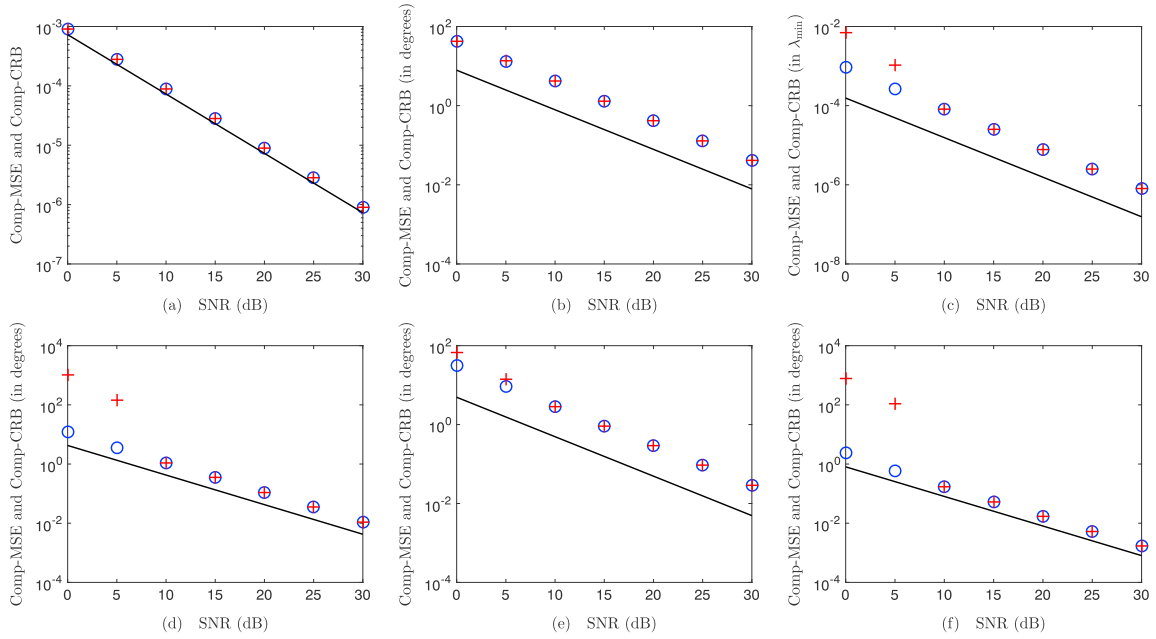 Comp-MSE and Comp-CRB
10^-3
10^-4
10^-5
10^-6
10^-7
0 5 10 15 20 25 30
(a) SNR (dB)
Comp-MSE and Comp-CRB (in degrees)
10^2
10^0
10^-2
10^-4
0 5 10 15 20 25 30
(b) SNR (dB)
Comp-MSE and Comp-CRB (in λ_min)
10^-2
10^-4
10^-6
10^-8
0 5 10 15 20 25 30
(c) SNR (dB)
Comp-MSE and Comp-CRB (in degrees)
10^4
10^2
10^0
10^-2
10^-4
0 5 10 15 20 25 30
(d) SNR (dB)
Comp-MSE and Comp-CRB (in degrees)
10^2
10^0
10^-2
10^-4
0 5 10 15 20 25 30
(e) SNR (dB)
Comp-MSE and Comp-CRB (in degrees)
10^4
10^2
10^0
10^-2
10^-4
0 5 10 15 20 25 30
(f) SNR (dB)